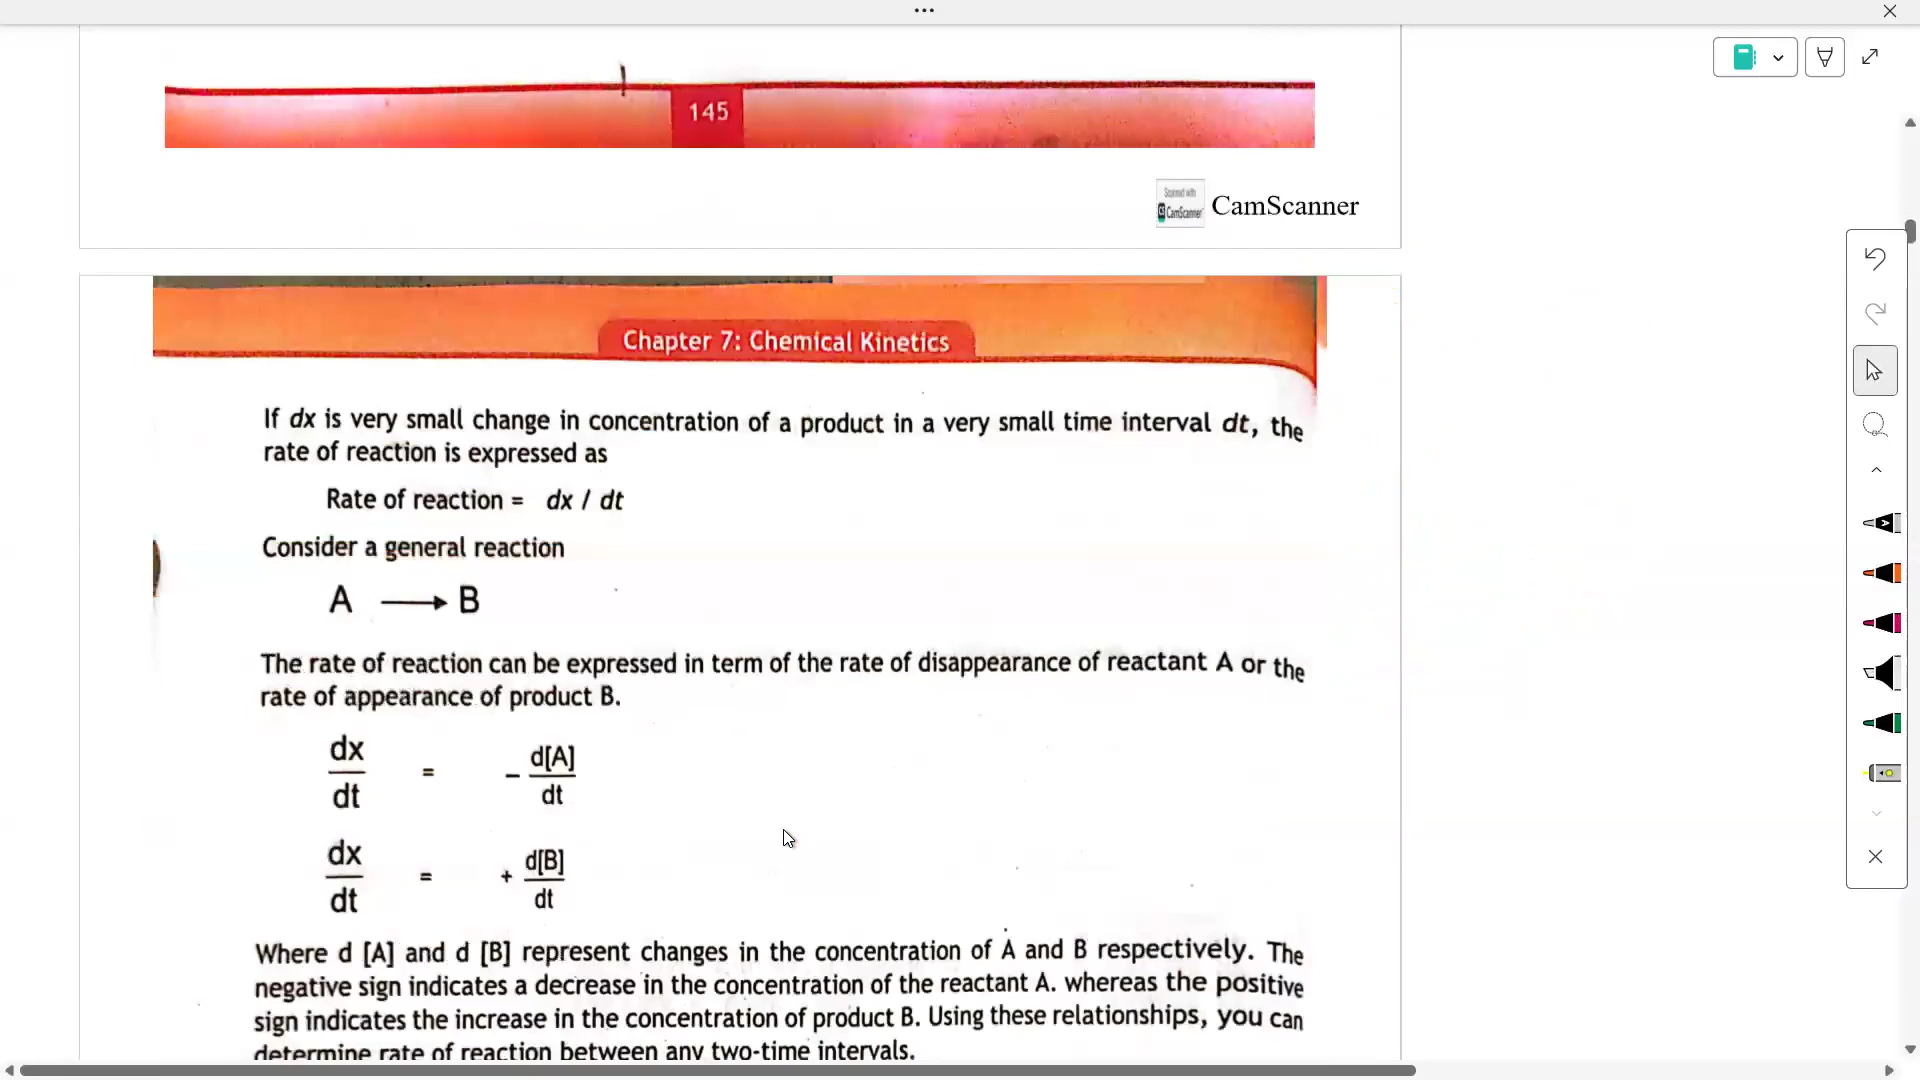 145
Scanned with
CS CamScanner
CamScanner
Chapter 7: Chemical Kinetics
If dx is very small change in concentration of a product in a very small time interval dt, the
rate of reaction is expressed as
Rate of reaction = dx / dt
Consider a general reaction
A ⟶ B
The rate of reaction can be expressed in term of the rate of disappearance of reactant A or the
rate of appearance of product B.
dx/dt = - d[A]/dt
dx/dt = + d[B]/dt
Where d [A] and d [B] represent changes in the concentration of A and B respectively. The
negative sign indicates a decrease in the concentration of the reactant A. whereas the positive
sign indicates the increase in the concentration of product B. Using these relationships, you can
determine rate of reaction between any two-time intervals.